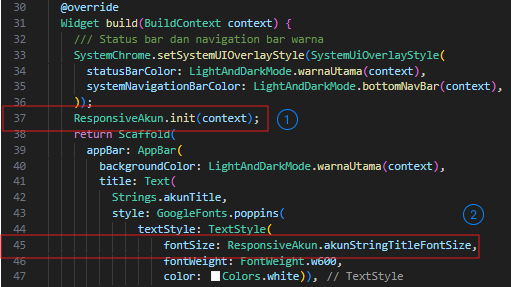 30 @override
31 Widget build(BuildContext context) {
32 /// Status bar dan navigation bar warna
33 SystemChrome.setSystemUIOverlayStyle(SystemUiOverlayStyle(
34 statusBarColor: LightAndDarkMode.warnaUtama(context),
35 systemNavigationBarColor: LightAndDarkMode.bottomNavBar(context),
36 ));
37 ResponsiveAkun.init(context); 1
38 return Scaffold(
39 appBar: AppBar(
40 backgroundColor: LightAndDarkMode.warnaUtama(context),
41 title: Text(
42 Strings.akunTitle,
43 style: GoogleFonts.poppins( 2
44 textStyle: TextStyle(
45 fontSize: ResponsiveAkun.akunStringTitleFontSize,
46 fontWeight: FontWeight.w600,
47 color: Colors.white)), // TextStyle